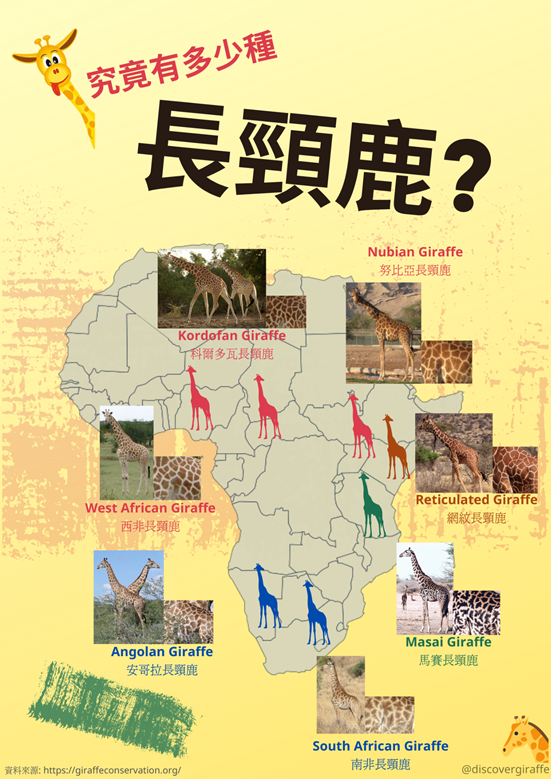 究竟有多少種
長頸鹿?
Nubian Giraffe
努比亞長頸鹿
Kordofan Giraffe
科爾多瓦長頸鹿
West African Giraffe
西非長頸鹿
Reticulated Giraffe
網紋長頸鹿
Angolan Giraffe
安哥拉長頸鹿
Masai Giraffe
馬賽長頸鹿
South African Giraffe
南非長頸鹿
資料來源: https://giraffeconservation.org/
@discovergiraffe